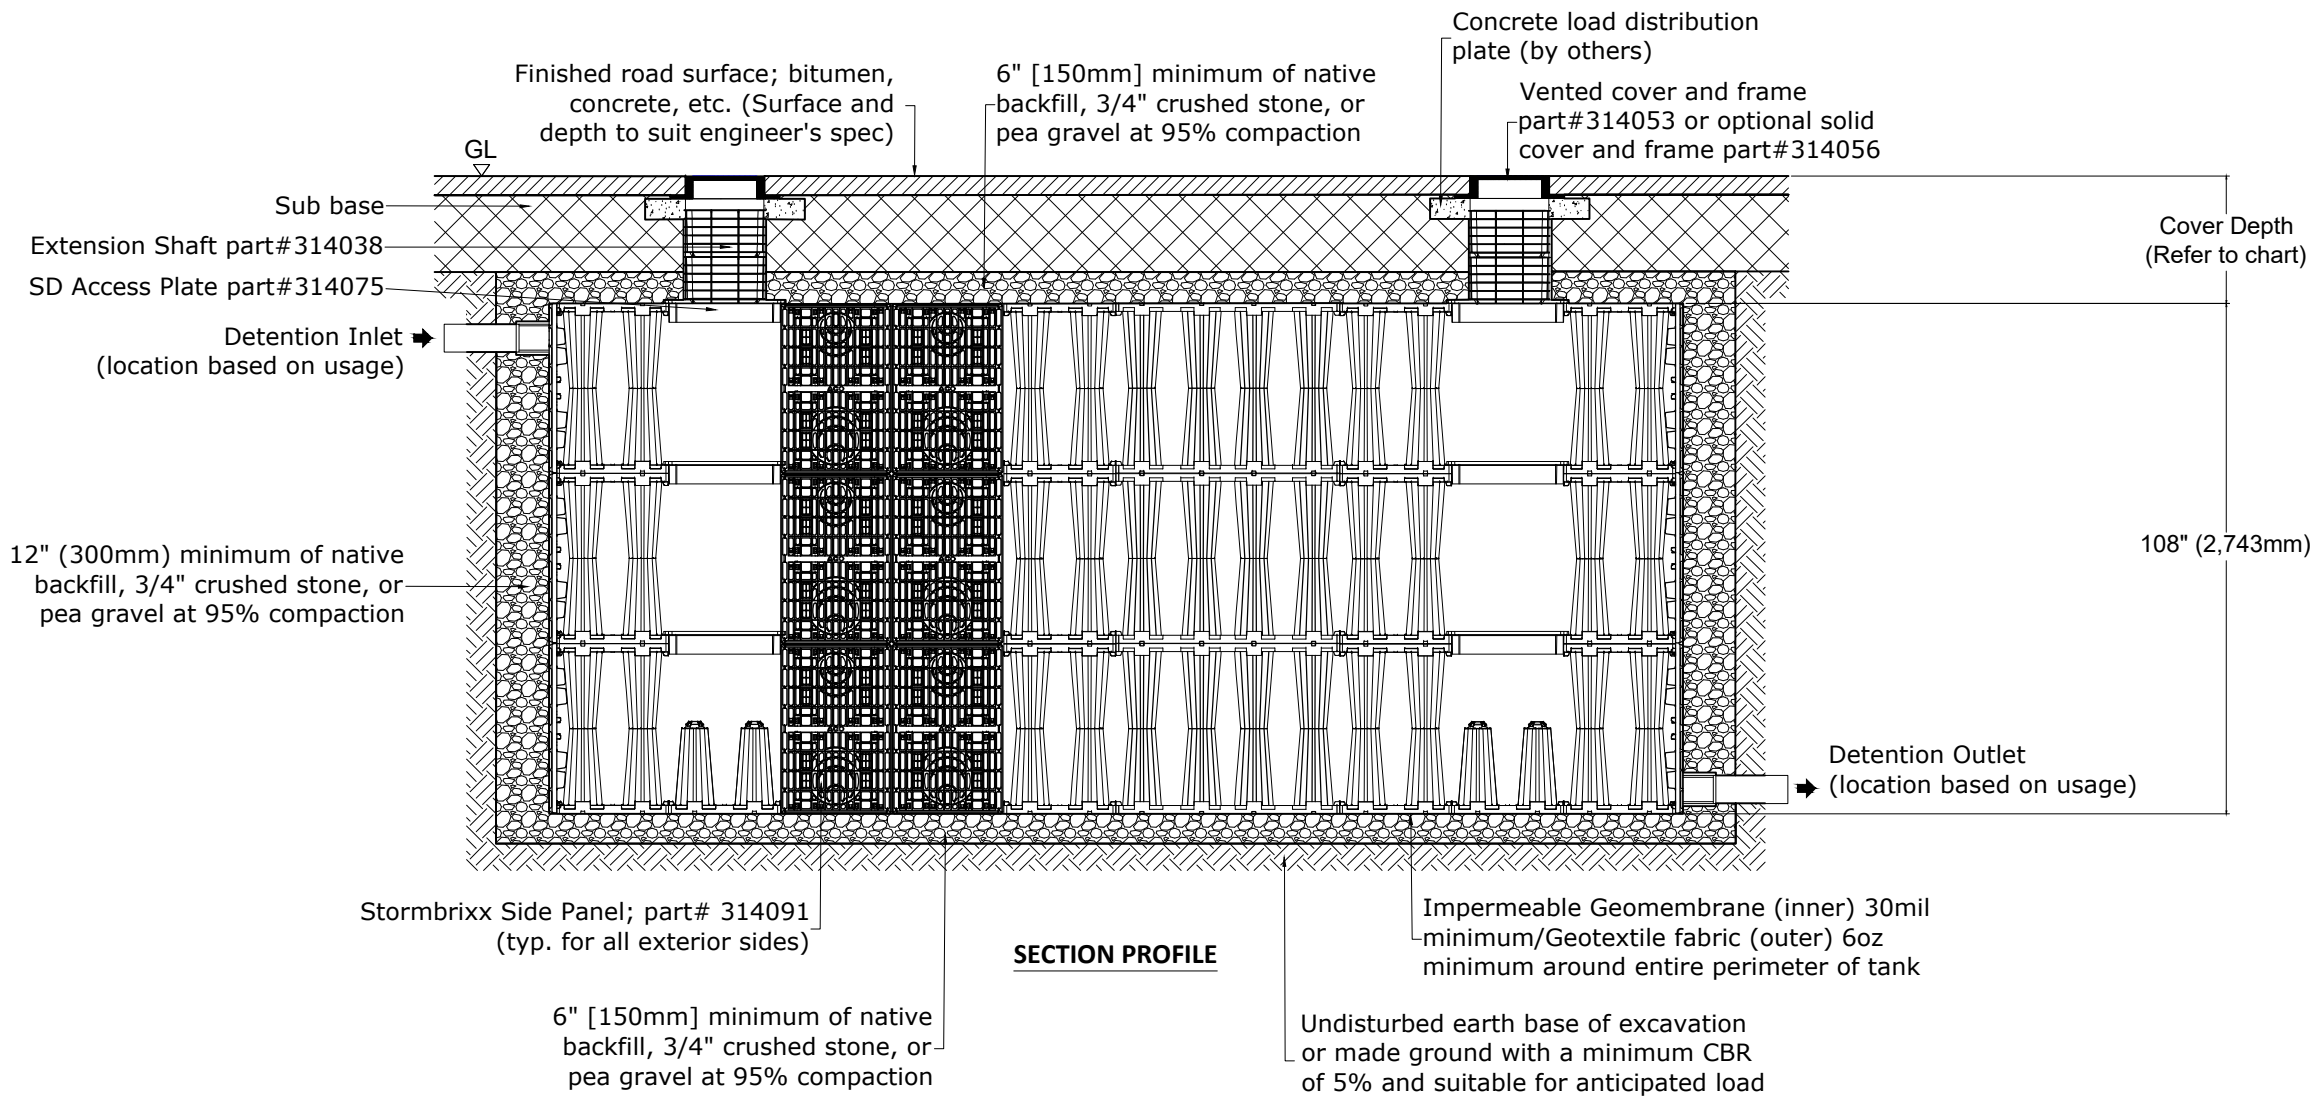 Concrete load distribution
plate (by others)
Finished road surface; bitumen,
concrete, etc. (Surface and
depth to suit engineer's spec)
6" [150mm] minimum of native
backfill, 3/4" crushed stone, or
pea gravel at 95% compaction
Vented cover and frame
part#314053 or optional solid
cover and frame part#314056
GL
Sub base
Extension Shaft part#314038
SD Access Plate part#314075
Detention Inlet
(location based on usage)
Cover Depth
(Refer to chart)
12" (300mm) minimum of native
backfill, 3/4" crushed stone, or
pea gravel at 95% compaction
108" (2,743mm)
Detention Outlet
(location based on usage)
Stormbrixx Side Panel; part# 314091
(typ. for all exterior sides)
SECTION PROFILE
Impermeable Geomembrane (inner) 30mil
minimum/Geotextile fabric (outer) 6oz
minimum around entire perimeter of tank
6" [150mm] minimum of native
backfill, 3/4" crushed stone, or
pea gravel at 95% compaction
Undisturbed earth base of excavation
or made ground with a minimum CBR
of 5% and suitable for anticipated load